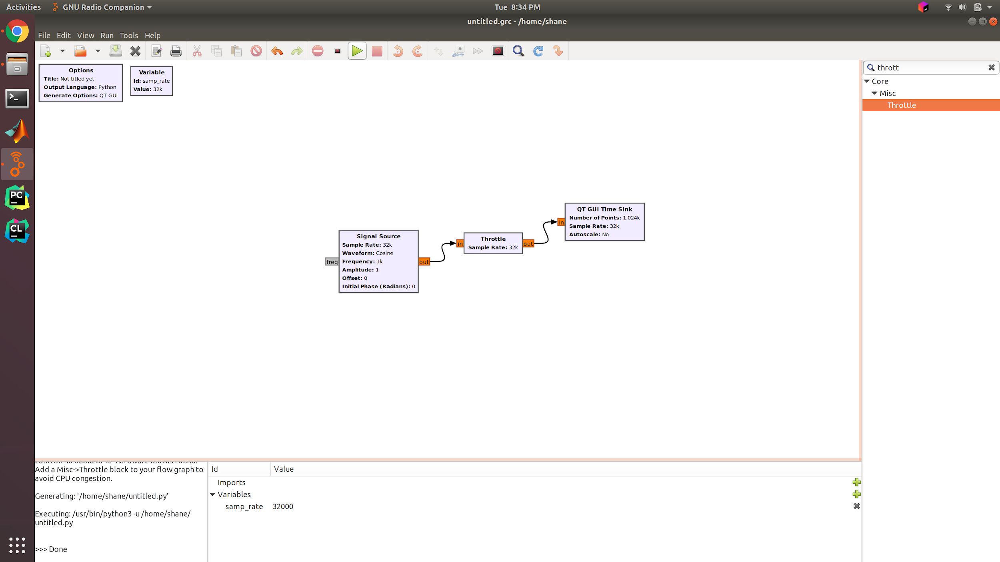 Activities
GNU Radio Companion
Tue 8:34 PM
untitled.grc - /home/shane
File Edit View Run Tools Help
Options
Title: Not titled yet
Output Language: Python
Generate Options: QT GUI
Variable
Id: samp_rate
Value: 32k
thrott
Core
Misc
Throttle
Signal Source
Sample Rate: 32k
Waveform: Cosine
Frequency: 1k
Amplitude: 1
Offset: 0
Initial Phase (Radians): 0
freq
out
in
Throttle
Sample Rate: 32k
out
in
QT GUI Time Sink
Number of Points: 1.024k
Sample Rate: 32k
Autoscale: No
PC
CL
Add a Misc->Throttle block to your flow graph to
avoid CPU congestion.
Generating: '/home/shane/untitled.py'
Executing: /usr/bin/python3 -u /home/shane/
untitled.py
>>> Done
Id Value
Imports
Variables
samp_rate 32000